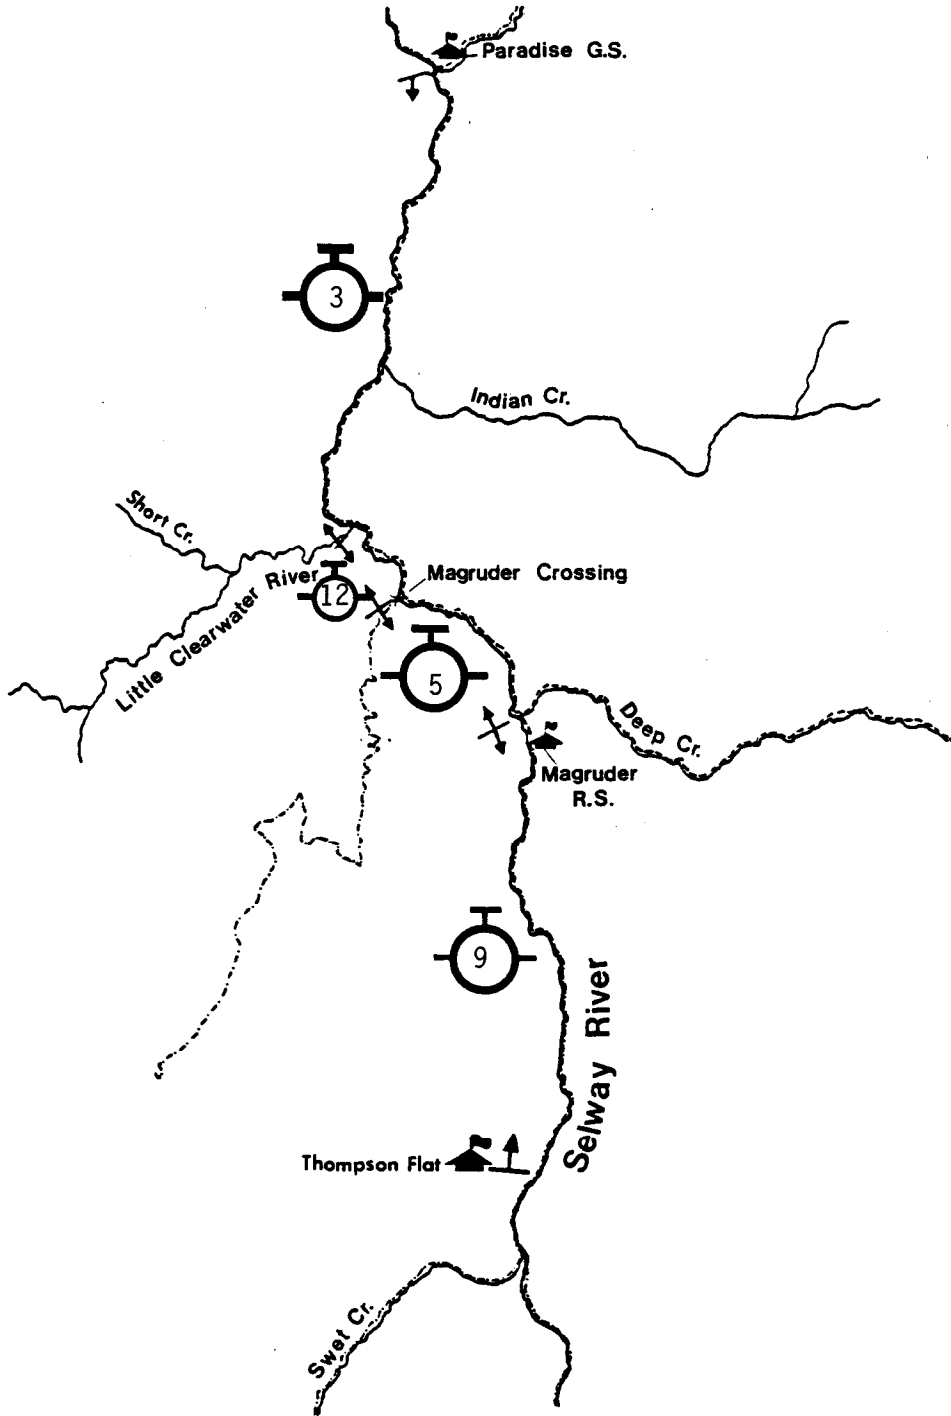 Paradise G.S.
3
Indian Cr.
Short Cr.
Little Clearwater River
12
Magruder Crossing
5
Deep Cr.
Magruder
R.S.
9
Selway River
Thompson Flat
Swet Cr.